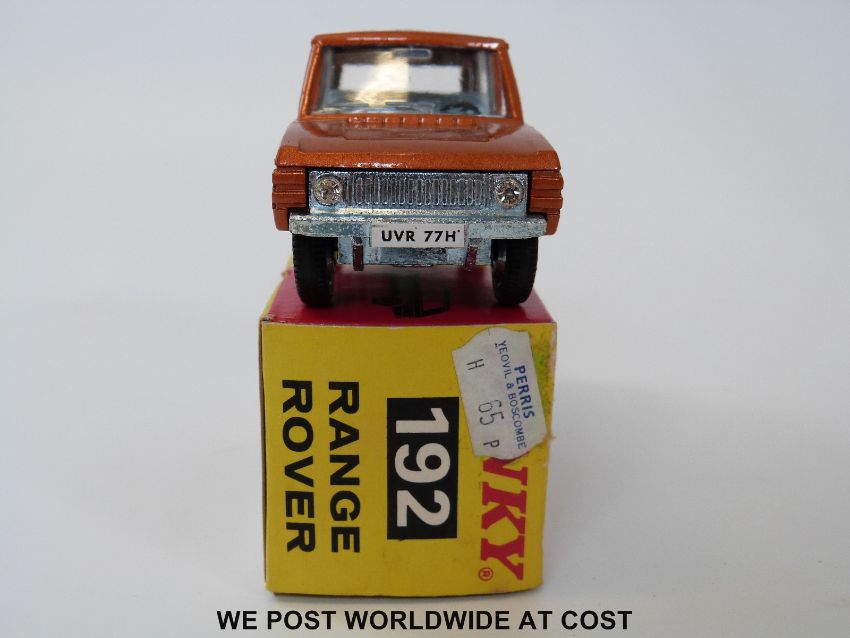 UVR 77H
PERRIS
YEOVIL & BOSCOMBE
H 65 P
NKY®
192
RANGE
ROVER
WE POST WORLDWIDE AT COST